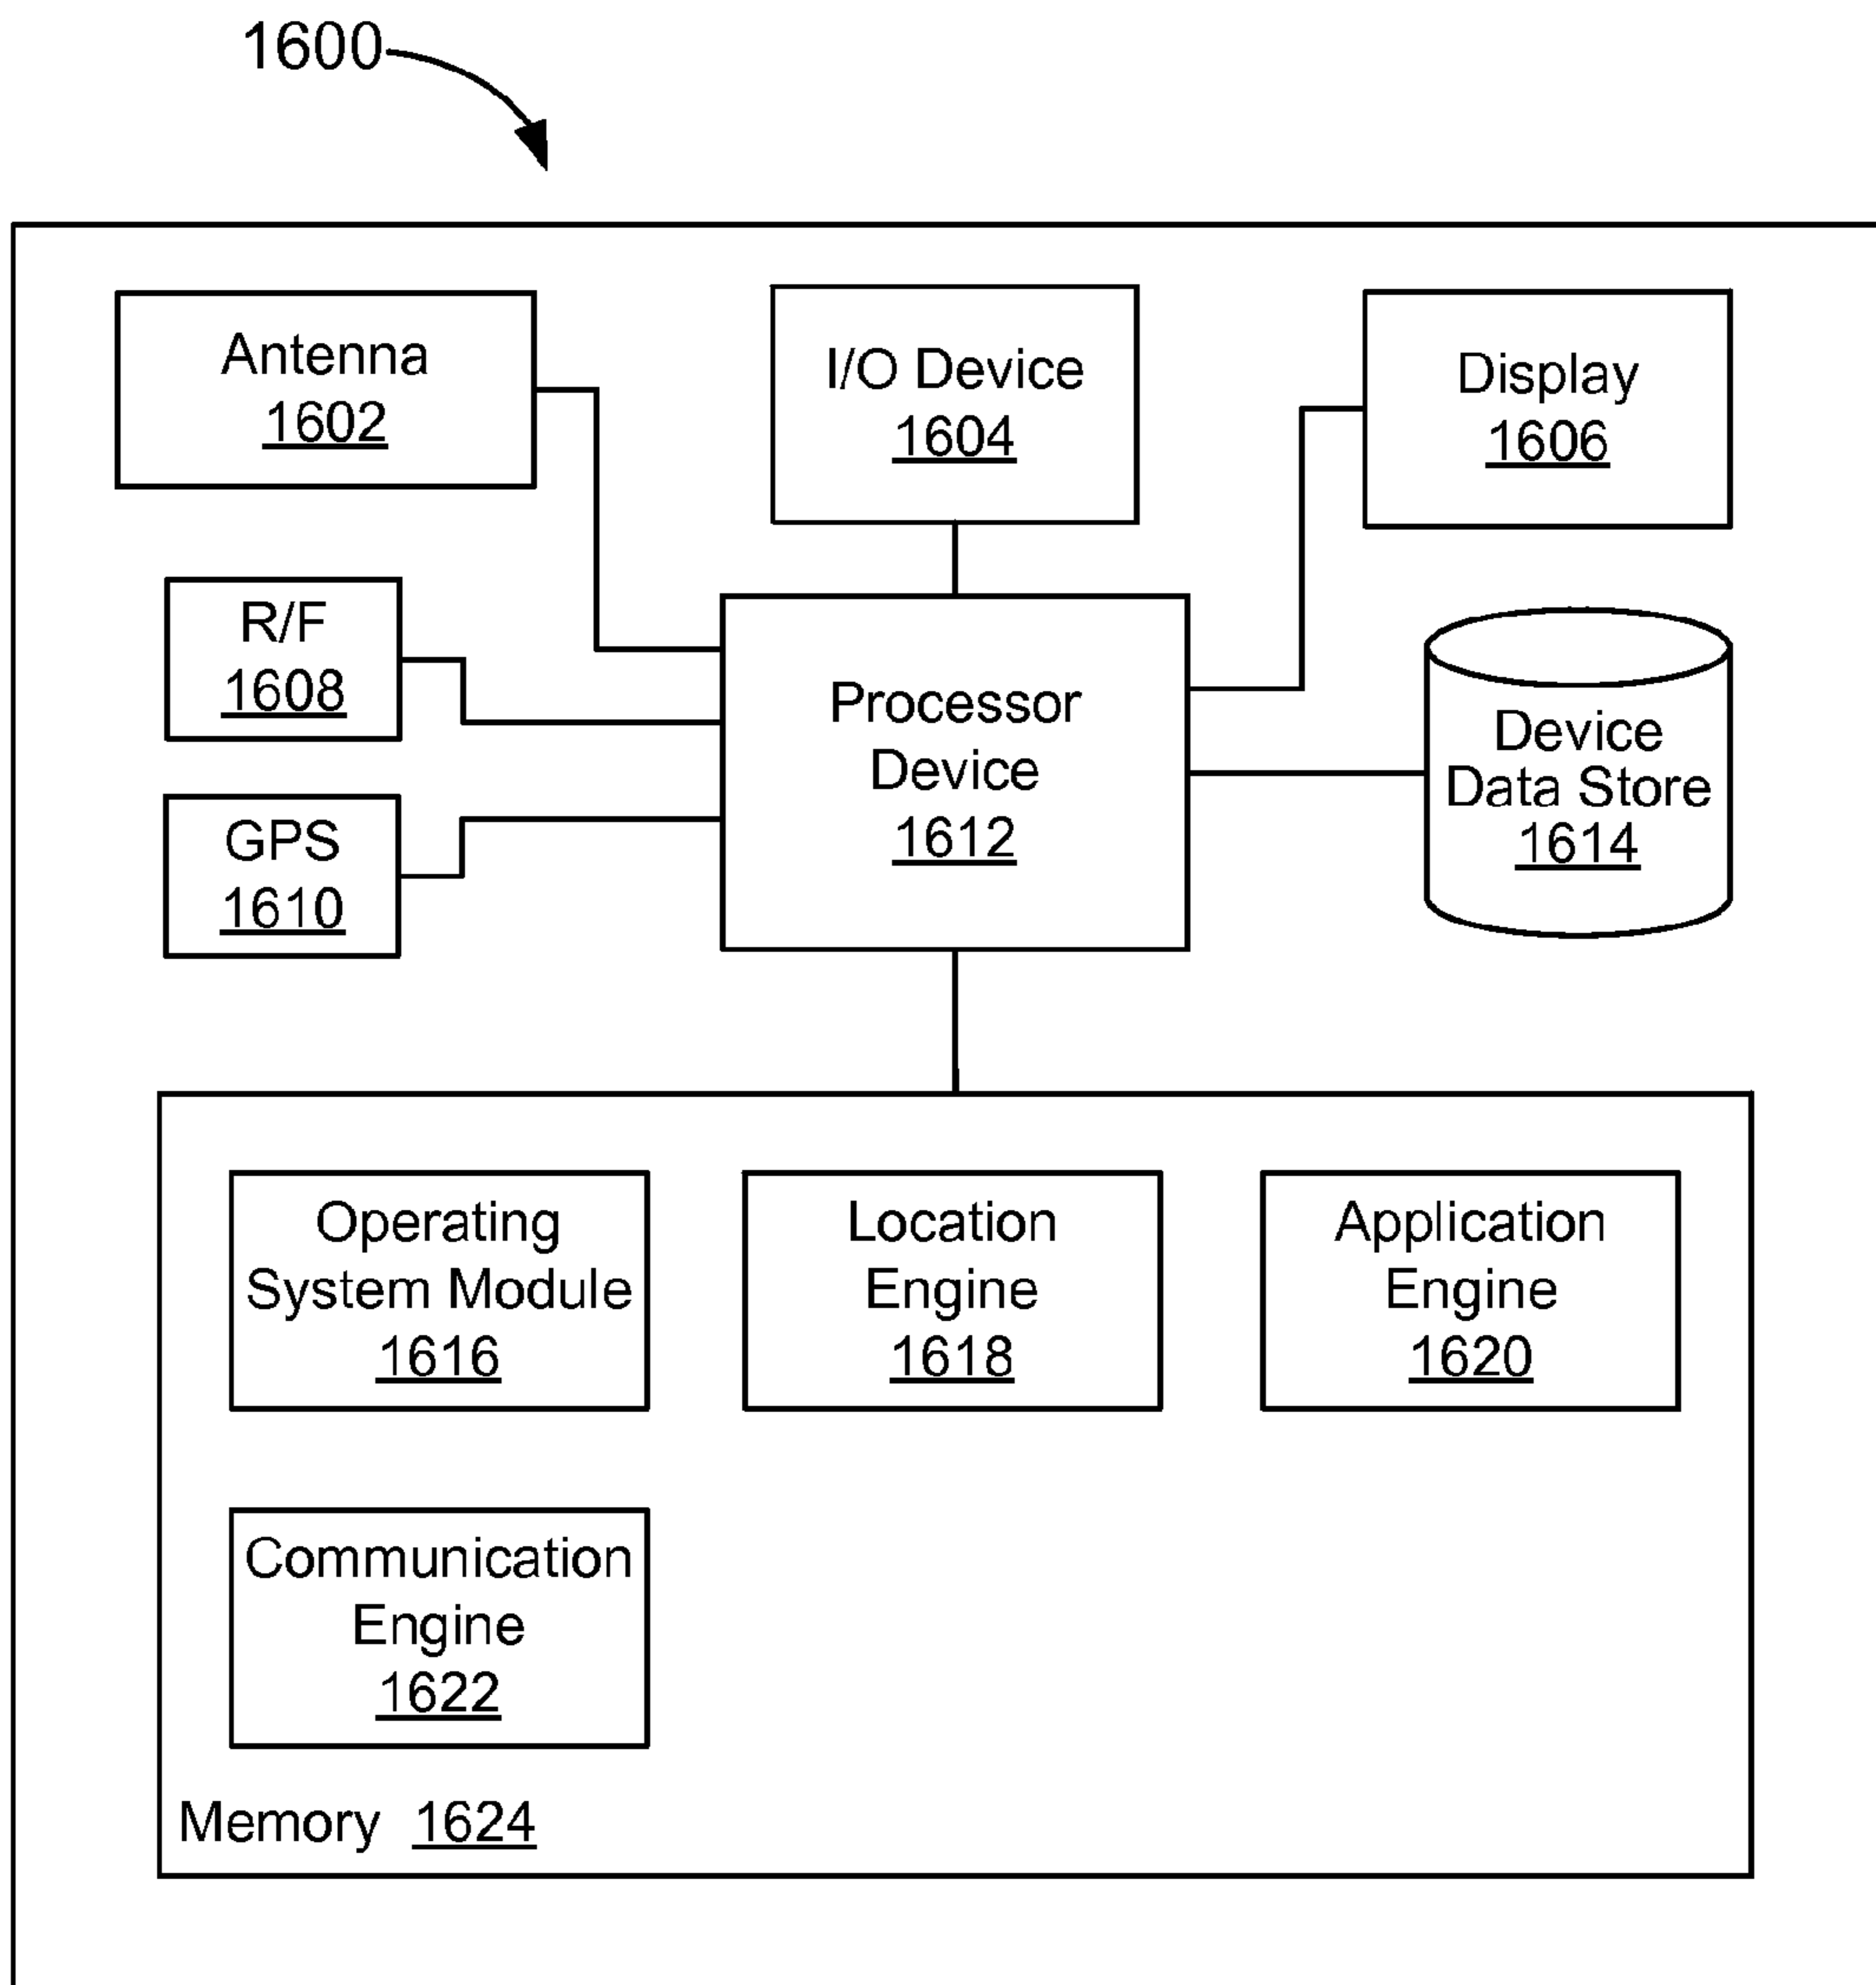 1600
Antenna
1602
I/O Device
1604
Display
1606
R/F
1608
GPS
1610
Processor
Device
1612
Device
Data Store
1614
Operating
System Module
1616
Location
Engine
1618
Application
Engine
1620
Communication
Engine
1622
Memory 1624